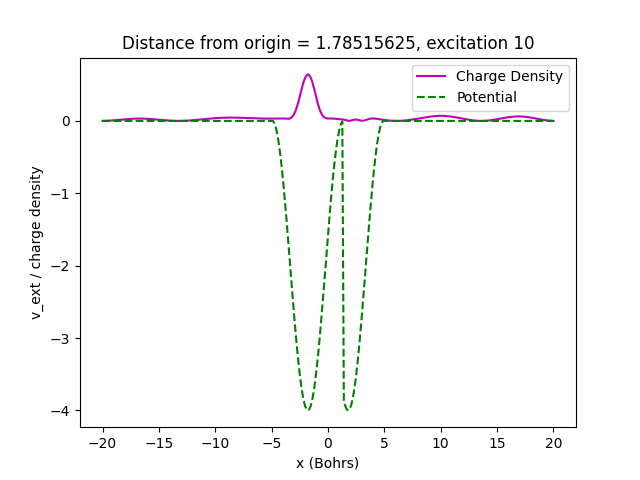 Distance from origin = 1.78515625, excitation 10
Charge Density
Potential
v_ext / charge density
0
−1
−2
−3
−4
−20
−15
−10
−5
0
5
10
15
20
x (Bohrs)